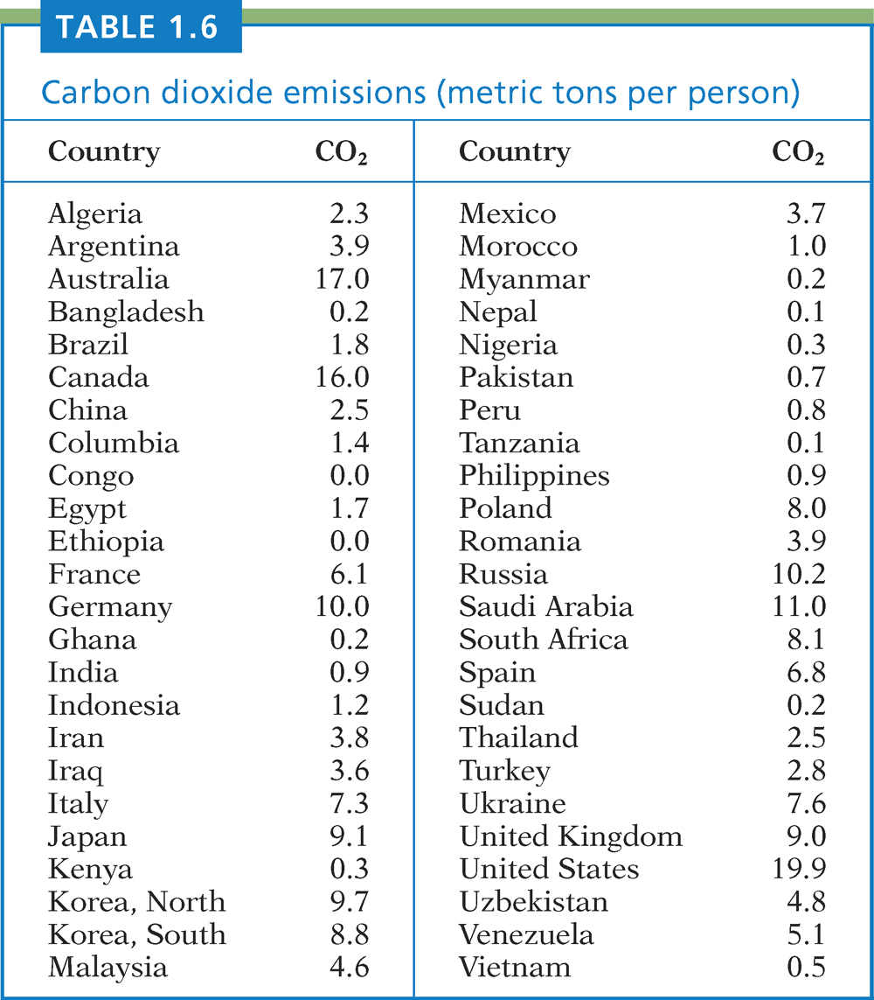 TABLE 1.6
Carbon dioxide emissions (metric tons per person)
Country CO₂ Country CO₂
Algeria 2.3 Mexico 3.7
Argentina 3.9 Morocco 1.0
Australia 17.0 Myanmar 0.2
Bangladesh 0.2 Nepal 0.1
Brazil 1.8 Nigeria 0.3
Canada 16.0 Pakistan 0.7
China 2.5 Peru 0.8
Columbia 1.4 Tanzania 0.1
Congo 0.0 Philippines 0.9
Egypt 1.7 Poland 8.0
Ethiopia 0.0 Romania 3.9
France 6.1 Russia 10.2
Germany 10.0 Saudi Arabia 11.0
Ghana 0.2 South Africa 8.1
India 0.9 Spain 6.8
Indonesia 1.2 Sudan 0.2
Iran 3.8 Thailand 2.5
Iraq 3.6 Turkey 2.8
Italy 7.3 Ukraine 7.6
Japan 9.1 United Kingdom 9.0
Kenya 0.3 United States 19.9
Korea, North 9.7 Uzbekistan 4.8
Korea, South 8.8 Venezuela 5.1
Malaysia 4.6 Vietnam 0.5